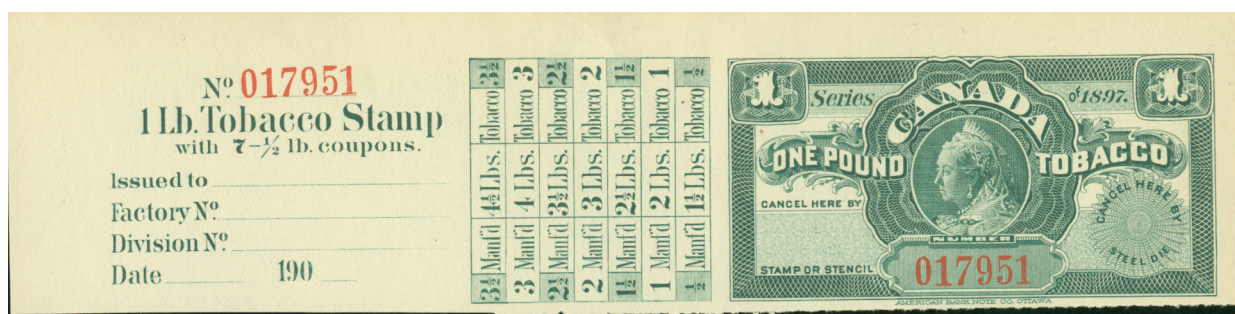 Nº 017951
1 Lb. Tobacco Stamp
with 7-½ lb. coupons.
Issued to
Factory Nº
Division Nº
Date 190
3½ Manf'd 4½ Lbs. Tobacco 3½
3 Manf'd 4 Lbs. Tobacco 3
2½ Manf'd 3½ Lbs. Tobacco 2½
2 Manf'd 3 Lbs. Tobacco 2
1½ Manf'd 2½ Lbs. Tobacco 1½
1 Manf'd 2 Lbs. Tobacco 1
½ Manf'd 1½ Lbs. Tobacco ½
1 1
Series of 1897.
CANADA
ONE POUND TOBACCO
CANCEL HERE BY
STAMP OR STENCIL
CANCEL HERE BY
STEEL DIE
NUMBER
017951
AMERICAN BANK NOTE CO. OTTAWA